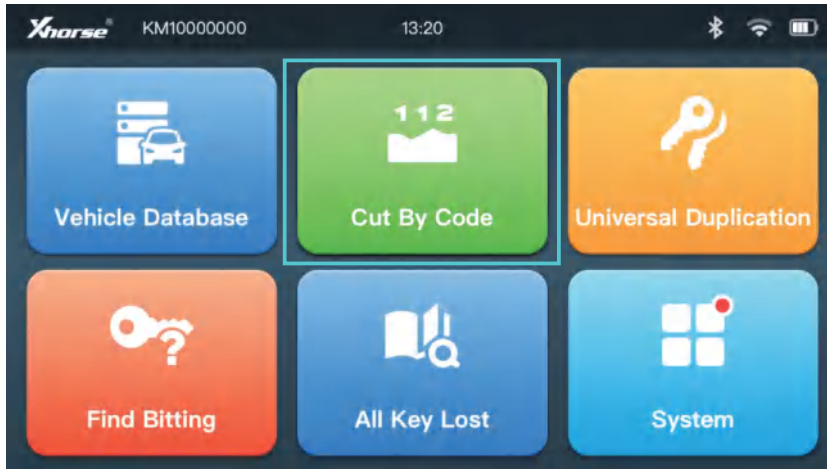 Xhorse® KM10000000 13:20
112
Vehicle Database Cut By Code Universal Duplication
?
Find Bitting All Key Lost System